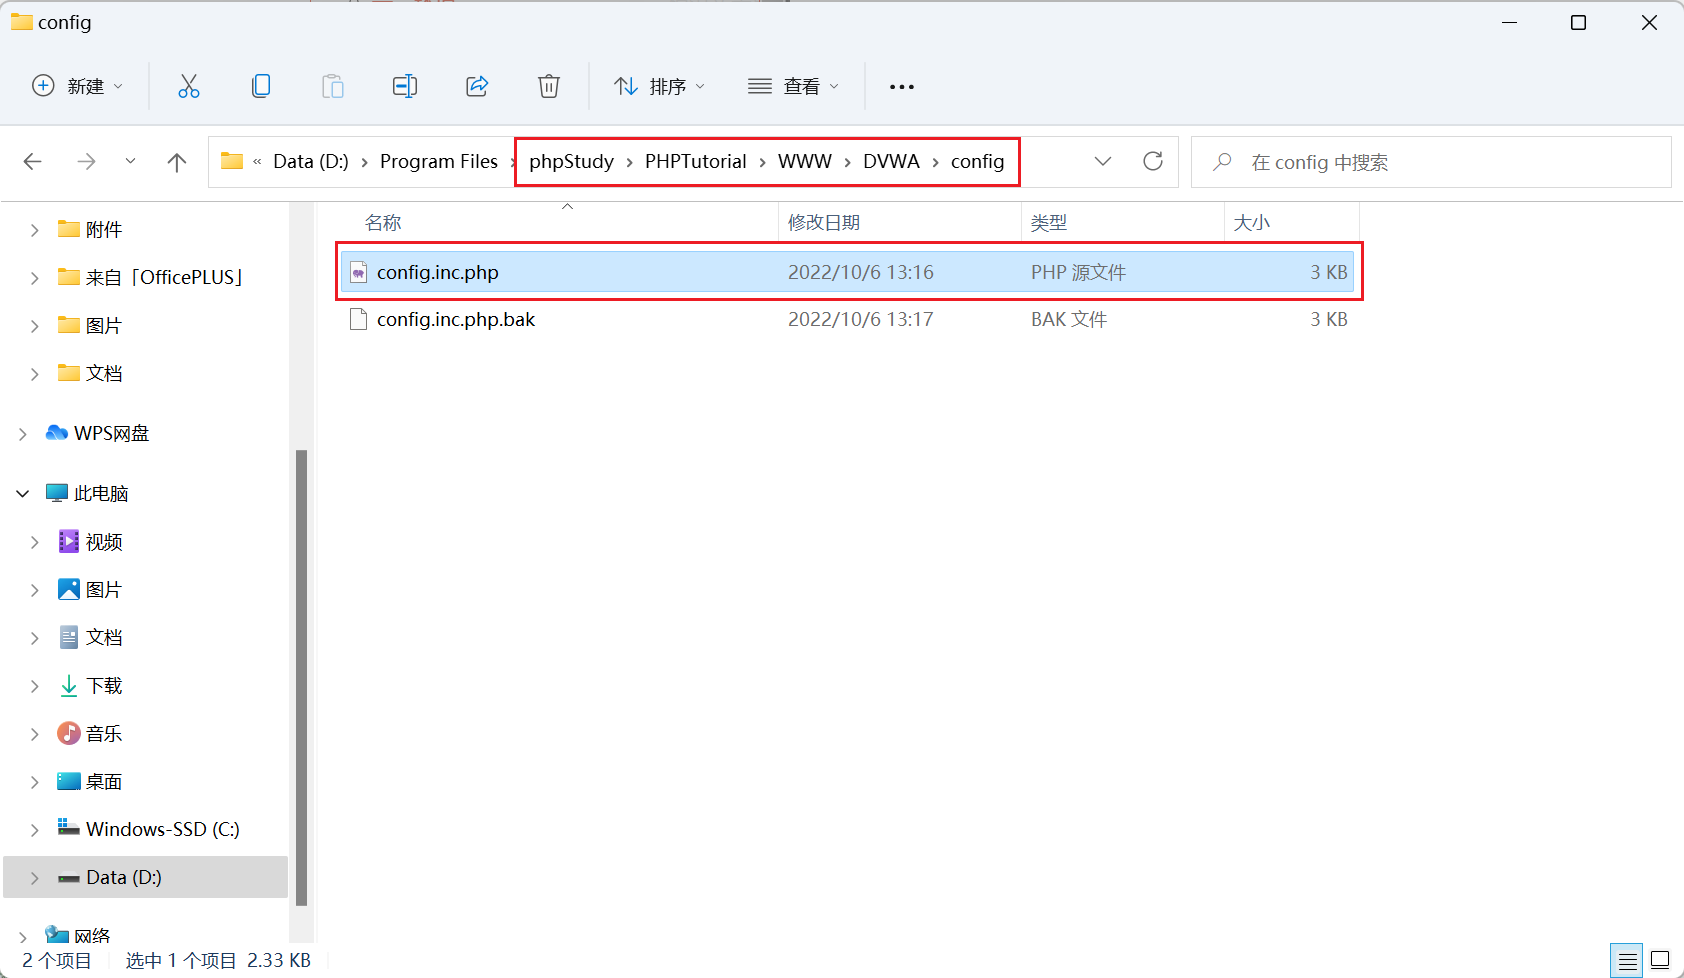 config
新建
排序
查看
« Data (D:) › Program Files › phpStudy › PHPTutorial › WWW › DVWA › config
在 config 中搜索
附件
来自「OfficePLUS」
图片
文档
WPS网盘
此电脑
视频
图片
文档
下载
音乐
桌面
Windows-SSD (C:)
Data (D:)
网络
名称 修改日期 类型 大小
config.inc.php 2022/10/6 13:16 PHP 源文件 3 KB
config.inc.php.bak 2022/10/6 13:17 BAK 文件 3 KB
2 个项目 选中 1 个项目 2.33 KB